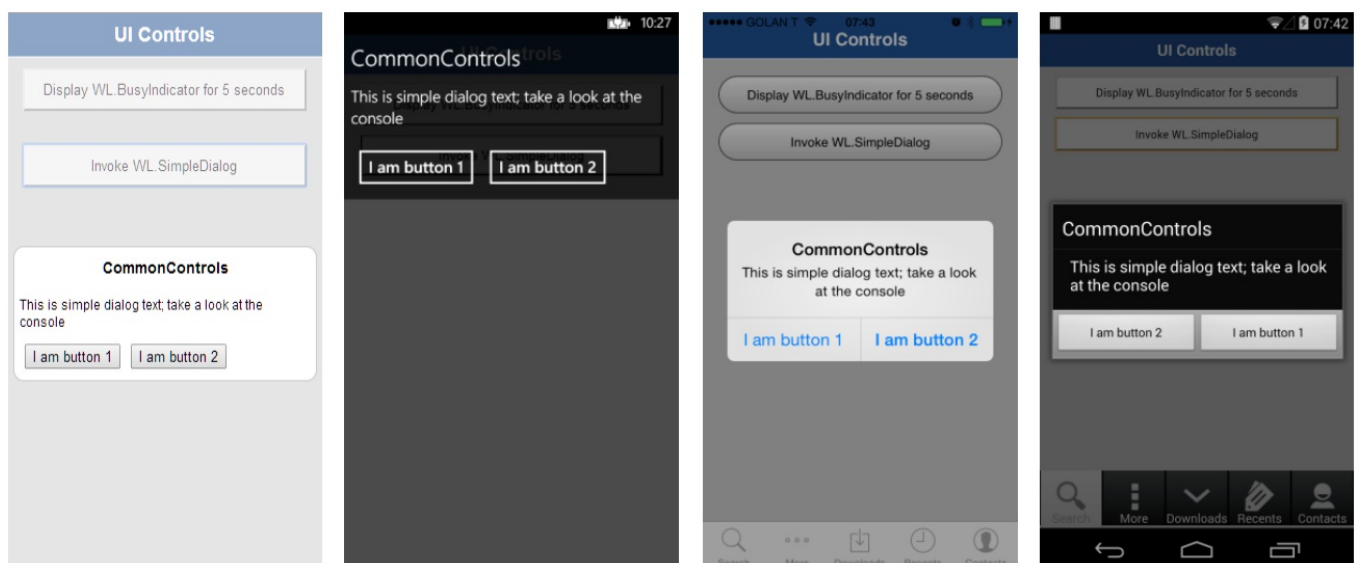 UI Controls
Display WL.BusyIndicator for 5 seconds
Invoke WL.SimpleDialog
CommonControls
This is simple dialog text; take a look at the
console
I am button 1
I am button 2
10:27
CommonControls
This is simple dialog text; take a look at the
console
I am button 1
I am button 2
GOLAN T 07:43
UI Controls
Display WL.BusyIndicator for 5 seconds
Invoke WL.SimpleDialog
CommonControls
This is simple dialog text; take a look
at the console
I am button 1
I am button 2
Search More Downloads Recents Contacts
07:42
UI Controls
Display WL.BusyIndicator for 5 seconds
Invoke WL.SimpleDialog
CommonControls
This is simple dialog text; take a look
at the console
I am button 2
I am button 1
Search More Downloads Recents Contacts